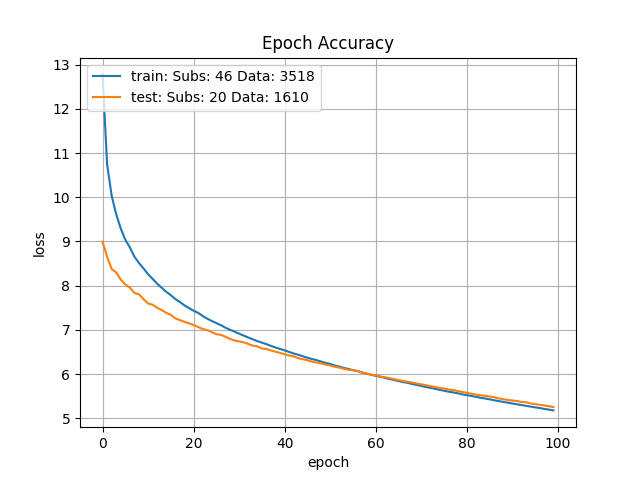 Epoch Accuracy
train: Subs: 46 Data: 3518
test: Subs: 20 Data: 1610
13
12
11
10
9
8
7
6
5
loss
0 20 40 60 80 100
epoch